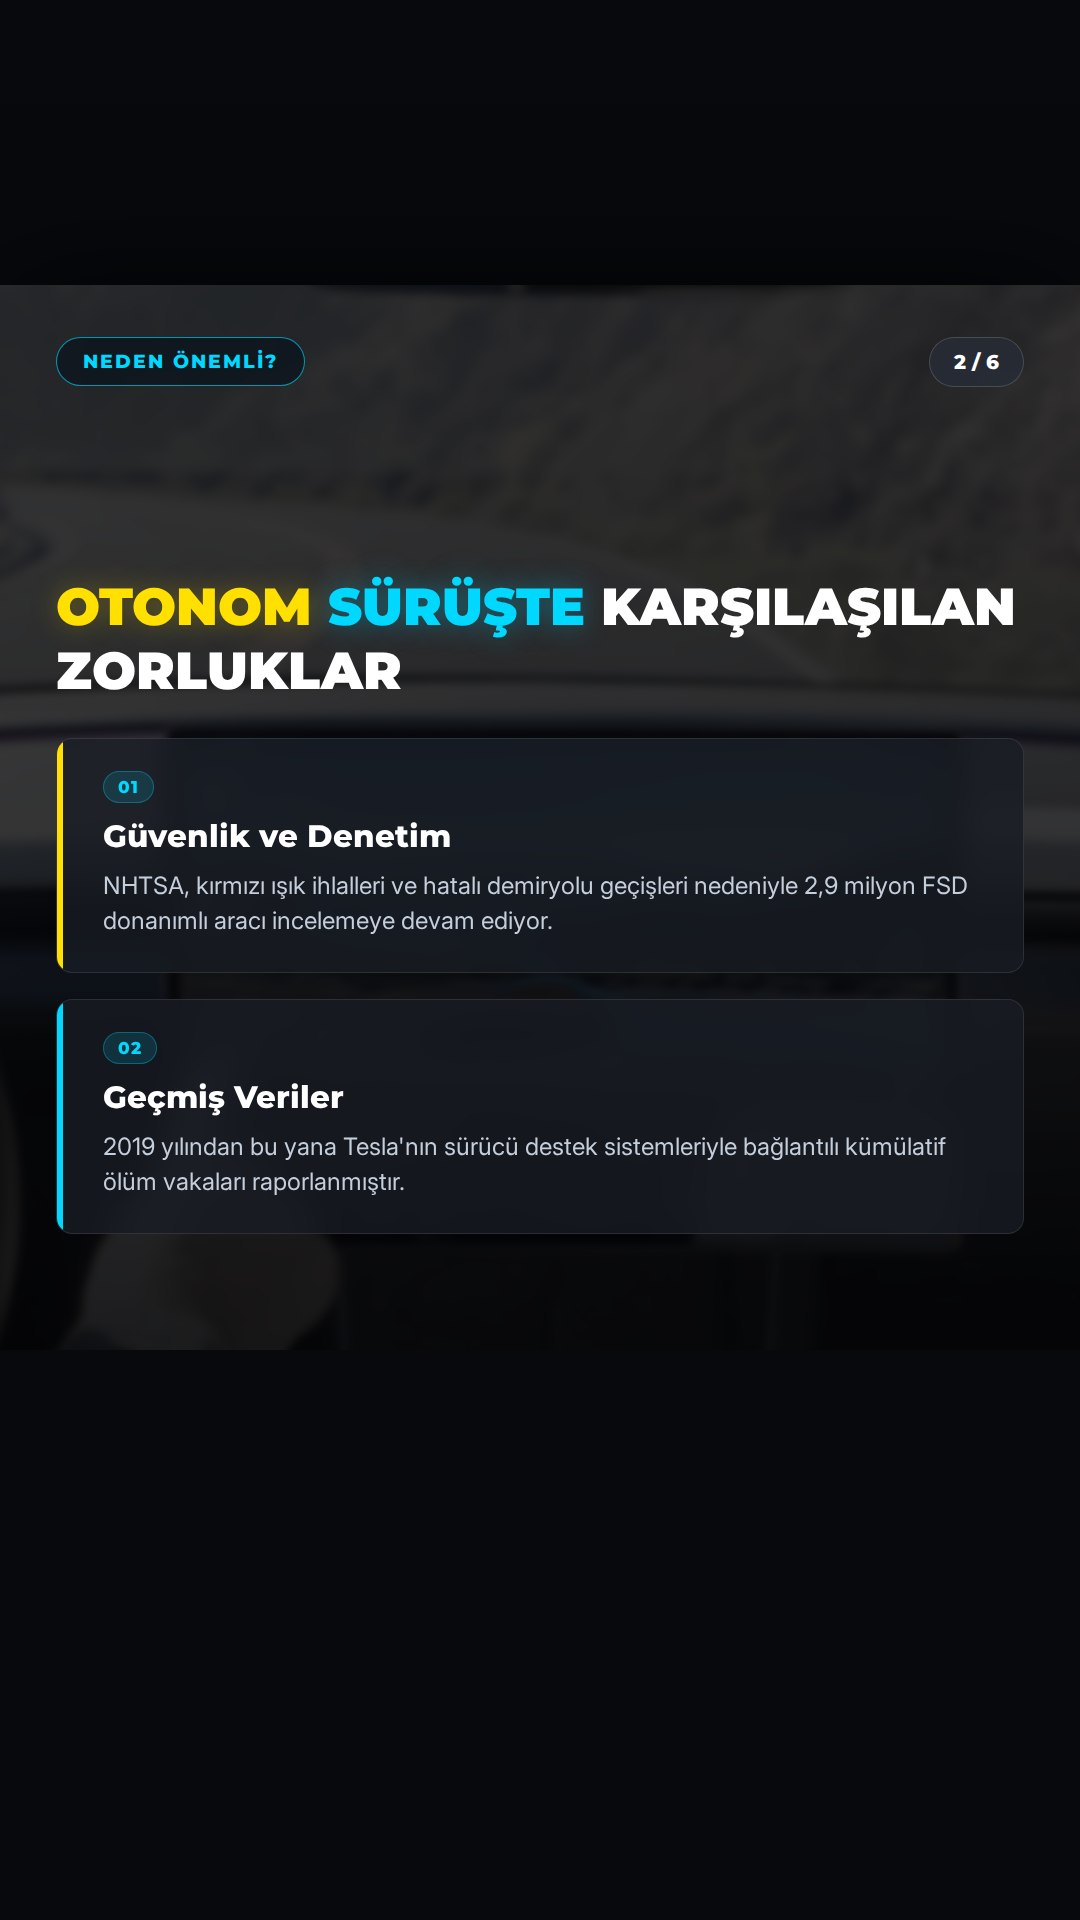 NEDEN ÖNEMLİ?
2 / 6
OTONOM SÜRÜŞTE KARŞILAŞILAN
ZORLUKLAR
01
Güvenlik ve Denetim
NHTSA, kırmızı ışık ihlalleri ve hatalı demiryolu geçişleri nedeniyle 2,9 milyon FSD
donanımlı aracı incelemeye devam ediyor.
02
Geçmiş Veriler
2019 yılından bu yana Tesla'nın sürücü destek sistemleriyle bağlantılı kümülatif
ölüm vakaları raporlanmıştır.